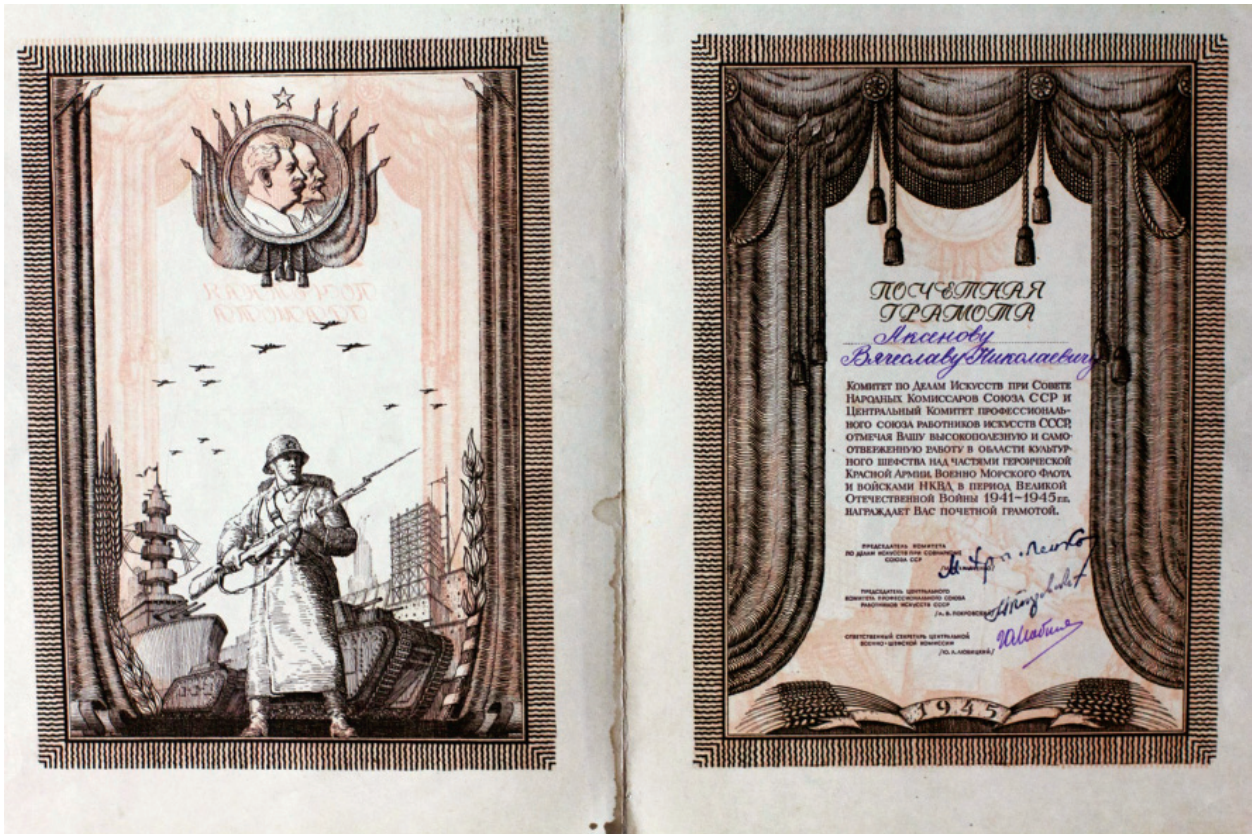 ПОЧЕТНАЯ
ГРАМОТА
Аксенову
Вячеславу Николаевичу
Комитет по Делам Искусств при Совете
Народных Комиссаров Союза ССР и
Центральный Комитет профессиональ-
ного союза работников искусств СССР,
отмечая Вашу высокополезную и само-
отверженную работу в области культур-
ного шефства над частями героической
Красной Армии, Военно Морского Флота
и войсками НКВД в период Великой
Отечественной Войны 1941–1945 г.г.
награждает Вас почетной грамотой.
ПРЕДСЕДАТЕЛЬ КОМИТЕТА
ПО ДЕЛАМ ИСКУССТВ ПРИ СОВНАРКОМЕ
СОЮЗА ССР
ПРЕДСЕДАТЕЛЬ ЦЕНТРАЛЬНОГО
КОМИТЕТА ПРОФЕССИОНАЛЬНОГО СОЮЗА
РАБОТНИКОВ ИСКУССТВ СССР
/А. В. ПОКРОВСКИЙ/
ОТВЕТСТВЕННЫЙ СЕКРЕТАРЬ ЦЕНТРАЛЬНОЙ
ВОЕННО-ШЕФСКОЙ КОМИССИИ
/Ю. Л. ЛЮБИЦКИЙ/
1945